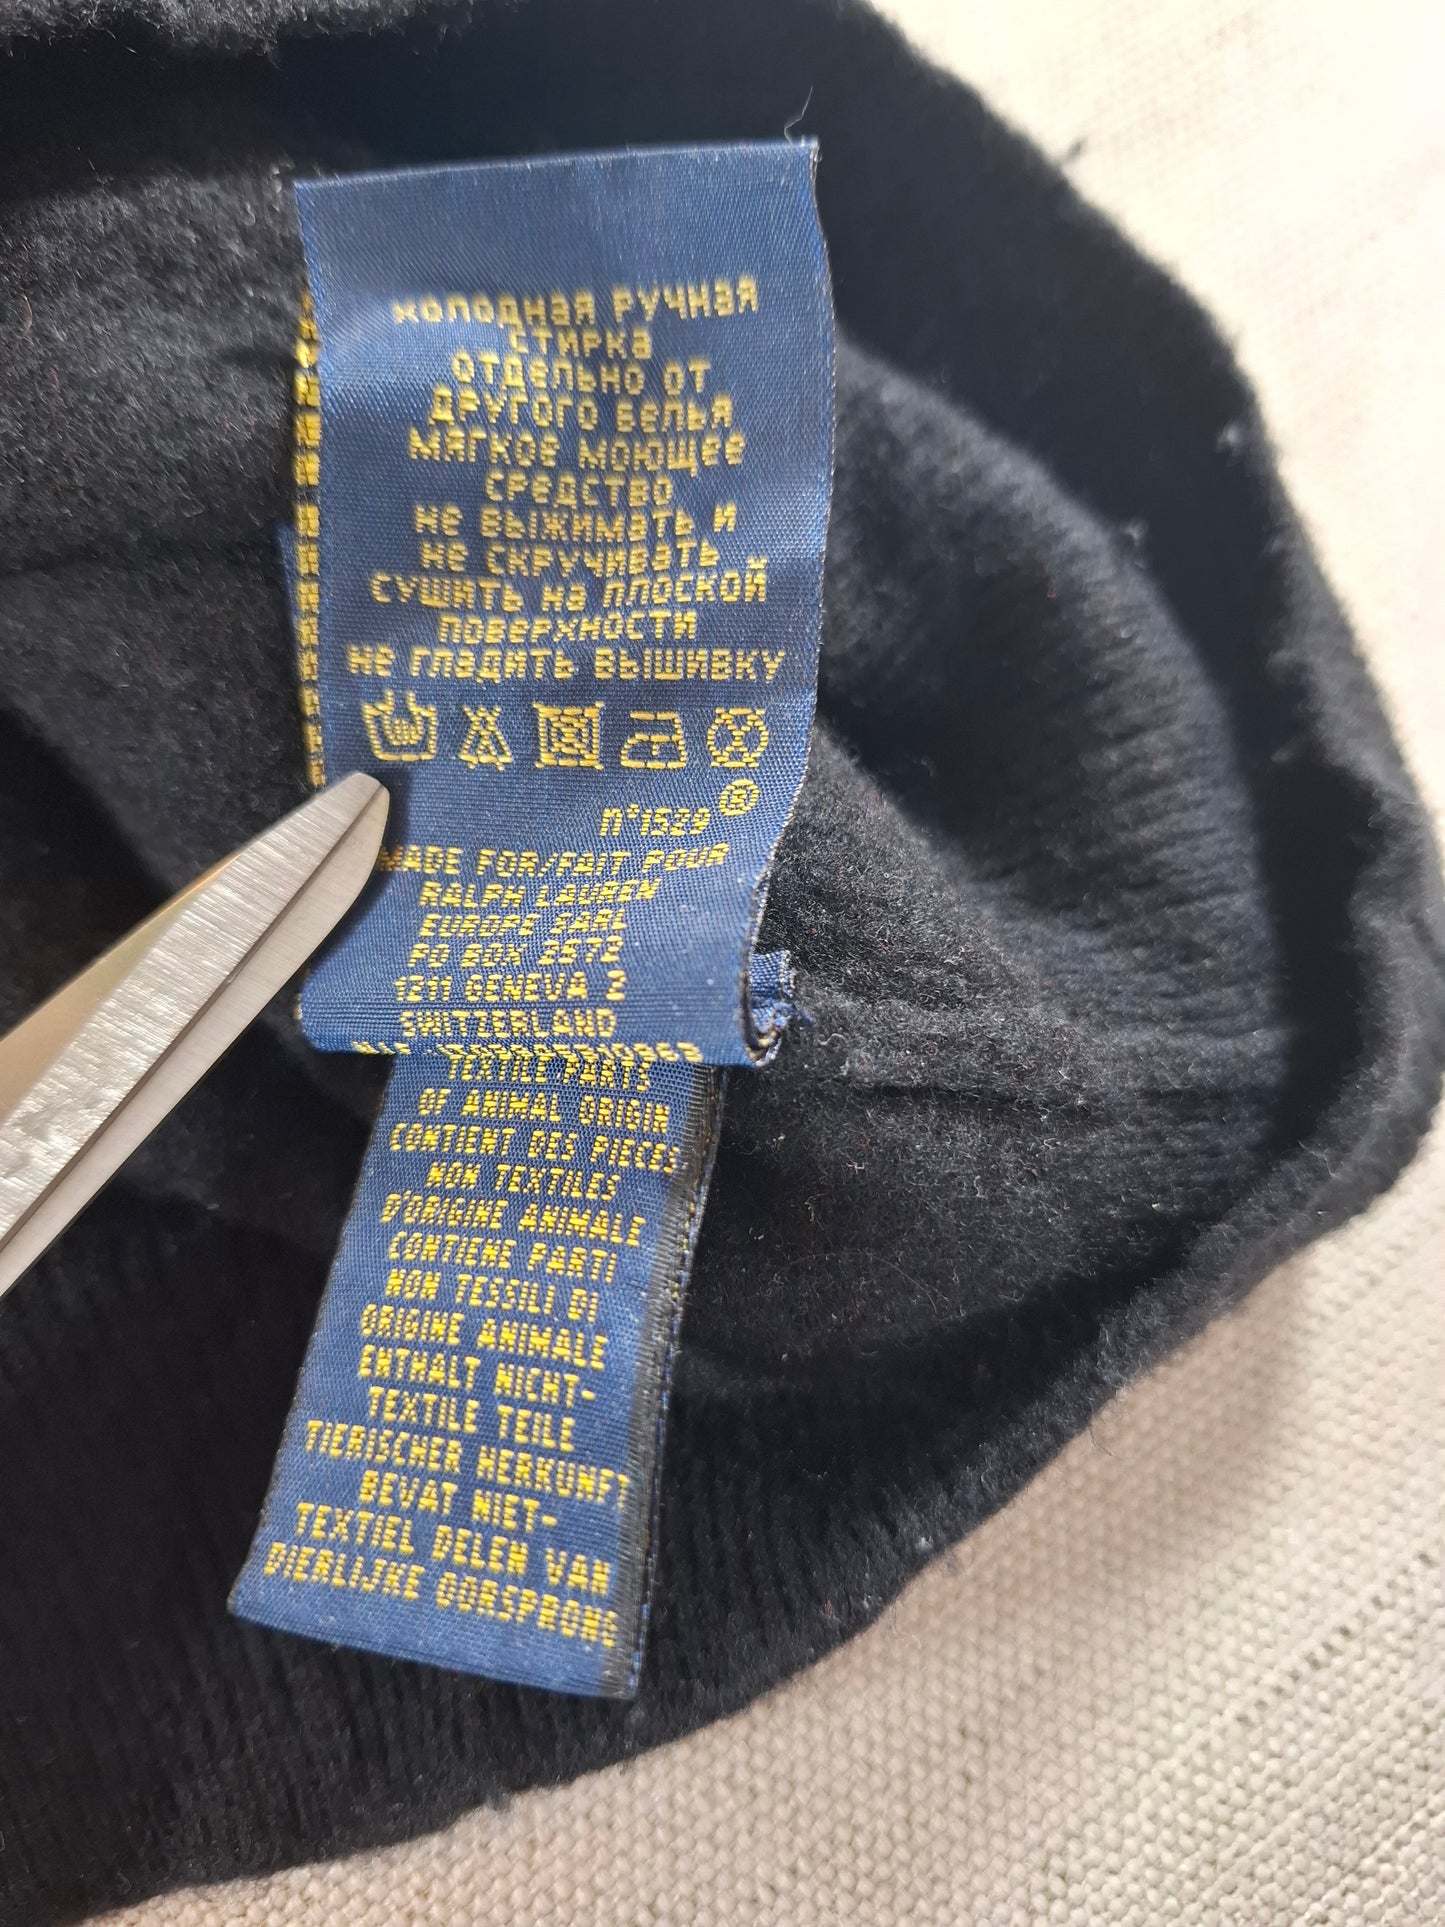 ХОЛОДНАЯ РУЧНАЯ
СТИРКА
ОТДЕЛЬНО ОТ
ДРУГОГО БЕЛЬЯ
МЯГКОЕ МОЮЩЕЕ
СРЕДСТВО
НЕ ВЫЖИМАТЬ И
НЕ СКРУЧИВАТЬ
СУШИТЬ НА ПЛОСКОЙ
ПОВЕРХНОСТИ
НЕ ГЛАДИТЬ ВЫШИВКУ
®
N°1529
MADE FOR/FAIT POUR
RALPH LAUREN
EUROPE SARL
PO BOX 2572
1211 GENEVA 2
SWITZERLAND
TEXTILE PARTS
OF ANIMAL ORIGIN
CONTIENT DES PIECES
NON TEXTILES
D'ORIGINE ANIMALE
CONTIENE PARTI
NON TESSILI DI
ORIGINE ANIMALE
ENTHALT NICHT-
TEXTILE TEILE
TIERISCHER HERKUNFT
BEVAT NIET-
TEXTIEL DELEN VAN
DIERLIJKE OORSPRONG